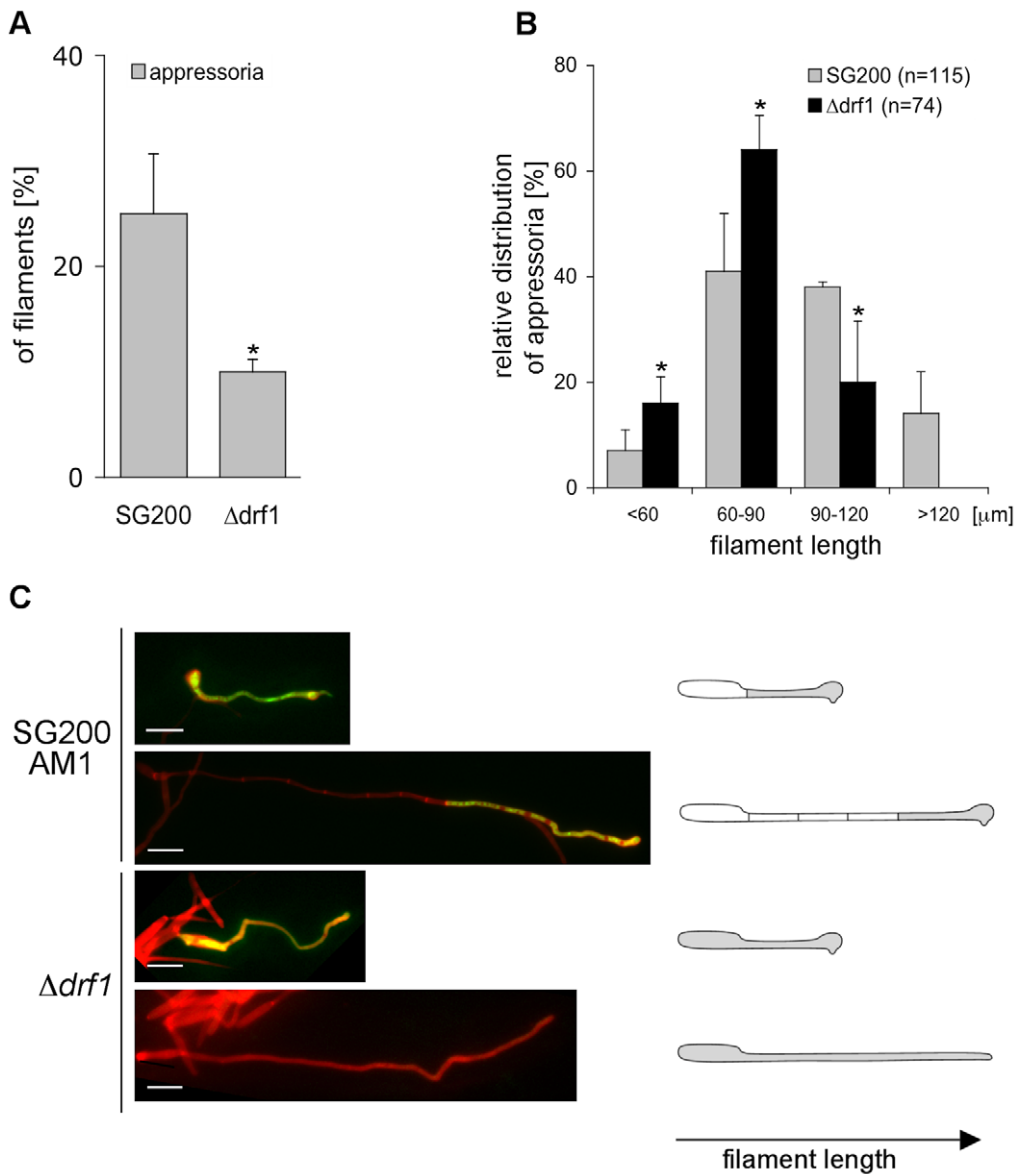 A
40
20
0
of filaments [%]
appressoria
*
SG200 Δdrf1
B
80
60
40
20
0
relative distribution
of appressoria [%]
SG200 (n=115)
Δdrf1 (n=74)
*
*
*
<60 60-90 90-120 >120 [μm]
filament length
C
SG200
AM1
Δdrf1
filament length